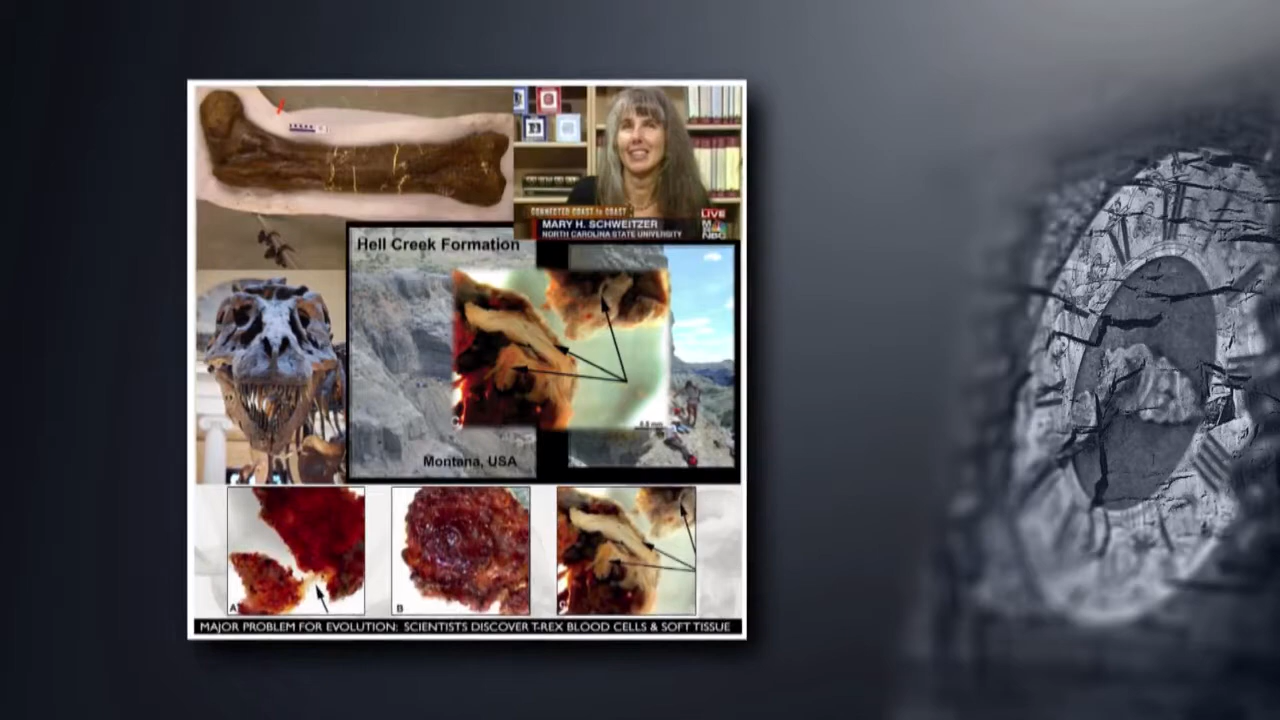 CONNECTED COAST to COAST
LIVE
MARY H. SCHWEITZER
NORTH CAROLINA STATE UNIVERSITY
MSNBC
Hell Creek Formation
Montana, USA
A
B
C
MAJOR PROBLEM FOR EVOLUTION: SCIENTISTS DISCOVER T-REX BLOOD CELLS & SOFT TISSUE